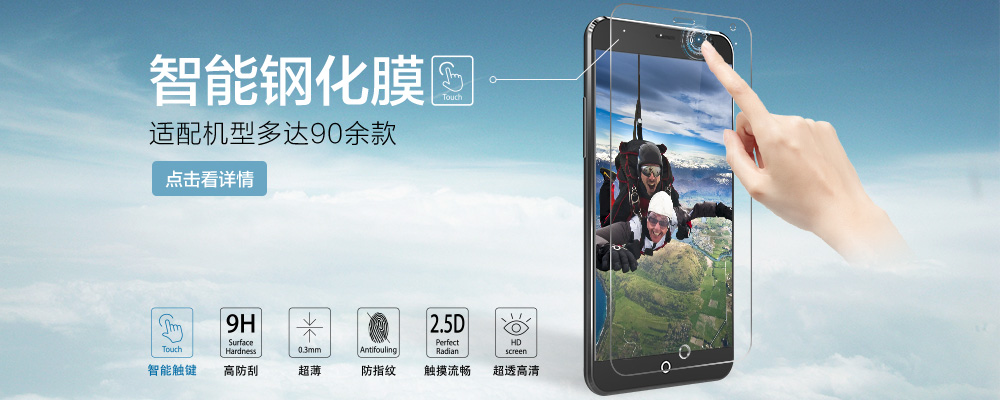 智能钢化膜
Touch
适配机型多达90余款
点击看详情
Touch
智能触键
9H
Surface
Hardness
高防刮
0.3mm
超薄
Antifouling
防指纹
2.5D
Perfect
Radian
触摸流畅
HD
screen
超透高清